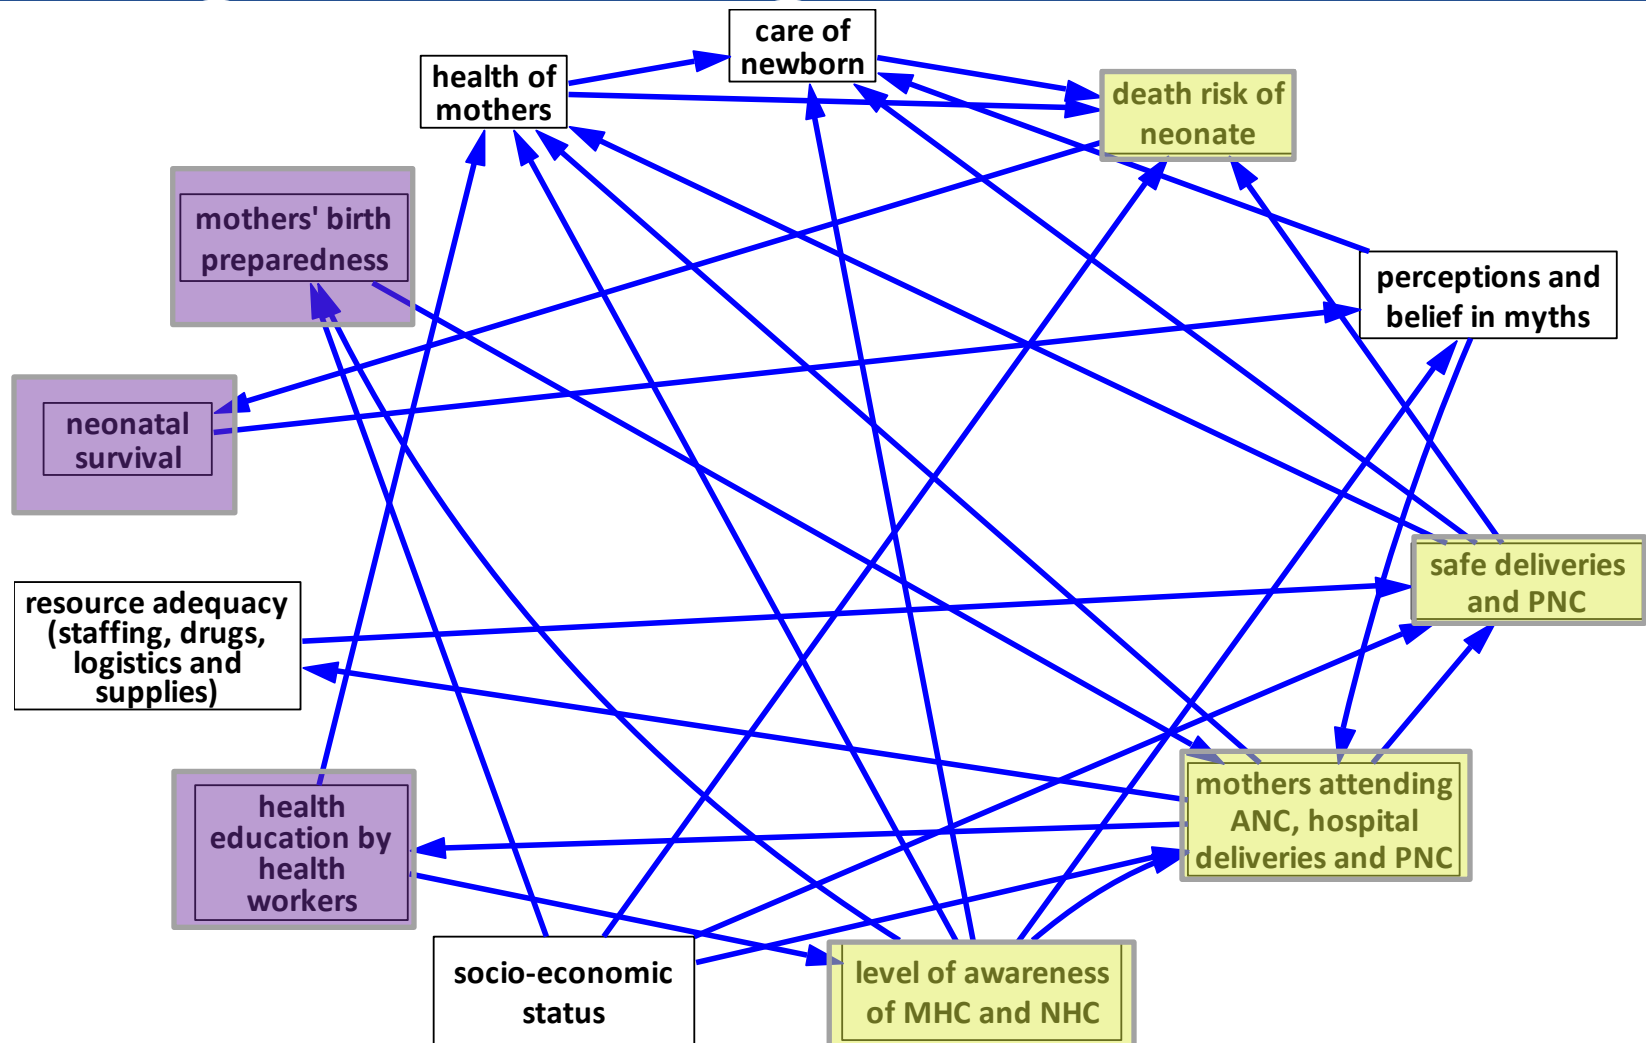 care of
newborn
health of
mothers
death risk of
neonate
mothers' birth
preparedness
perceptions and
belief in myths
neonatal
survival
safe deliveries
and PNC
resource adequacy
(staffing, drugs,
logistics and
supplies)
mothers attending
ANC, hospital
deliveries and PNC
health
education by
health
workers
socio-economic
status
level of awareness
of MHC and NHC